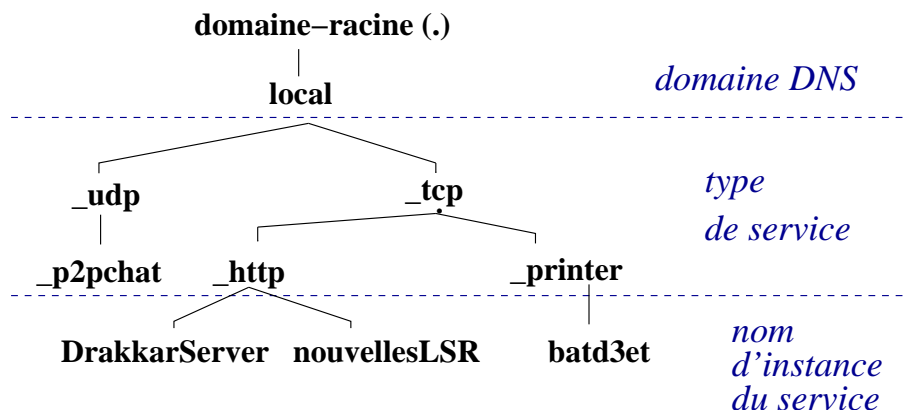 domaine−racine (.)
local
domaine DNS
_udp
_tcp
type
de service
_p2pchat
_http
_printer
DrakkarServer
nouvellesLSR
batd3et
nom
d'instance
du service